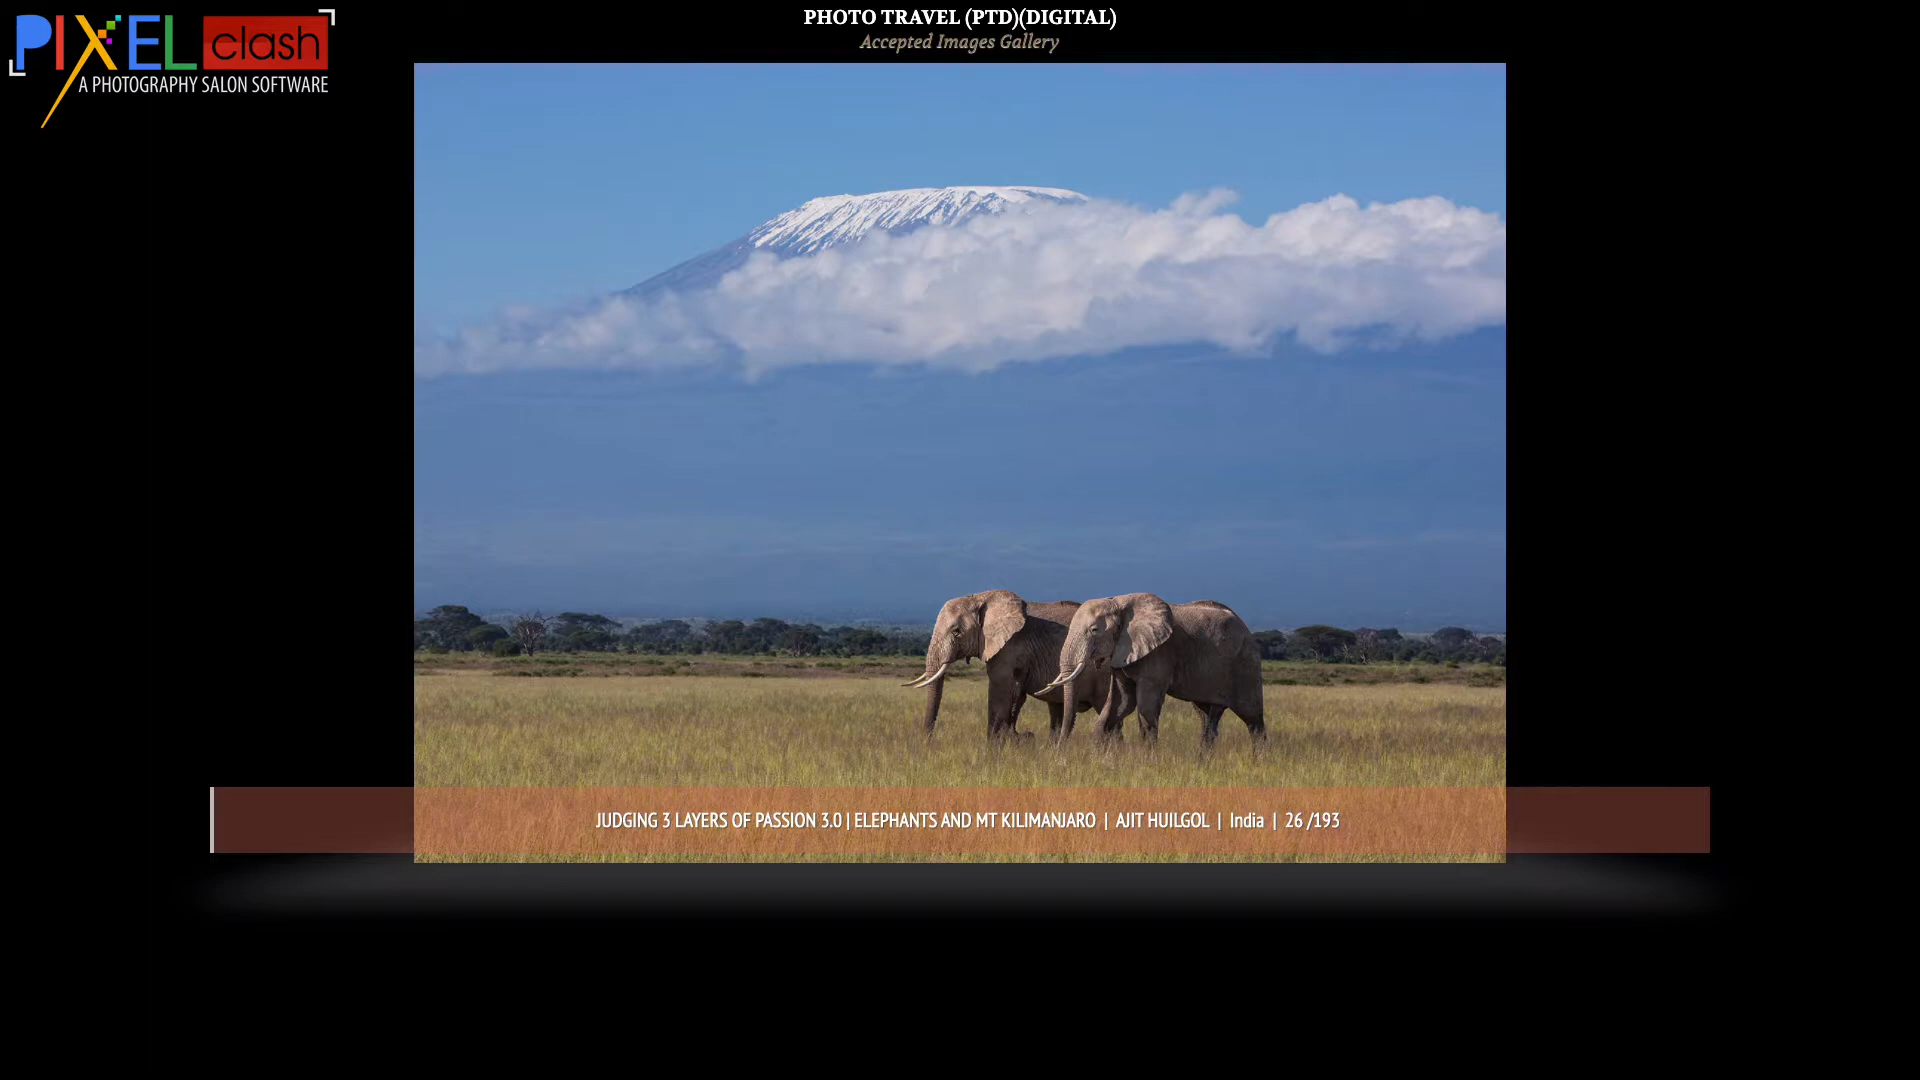 PIXEL clash
A PHOTOGRAPHY SALON SOFTWARE
PHOTO TRAVEL (PTD)(DIGITAL)
Accepted Images Gallery
JUDGING 3 LAYERS OF PASSION 3.0 | ELEPHANTS AND MT KILIMANJARO | AJIT HUILGOL | India | 26 /193